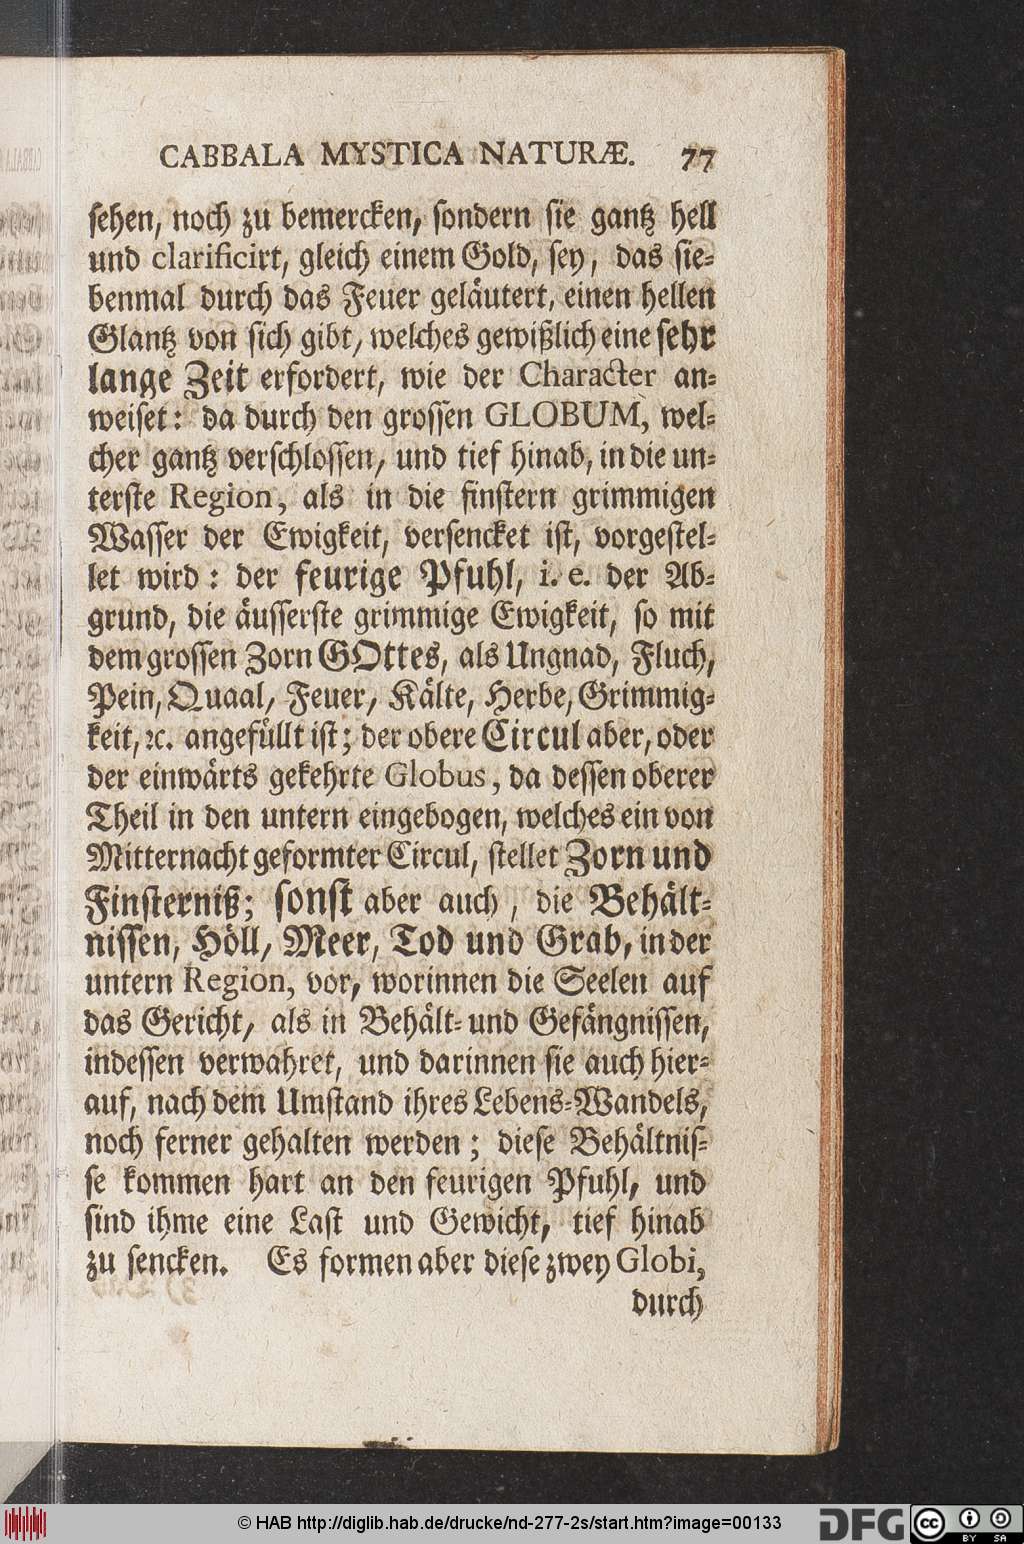 CABBALA MYSTICA NATURÆ. 77
sehen, noch zu bemercken, sondern sie gantz hell
und clarificirt, gleich einem Gold, sey, das sie-
benmal durch das Feuer geläutert, einen hellen
Glantz von sich gibt, welches gewißlich eine sehr
lange Zeit erfordert, wie der Character an-
weiset: da durch den grossen GLOBUM, wel-
cher gantz verschlossen, und tief hinab, in die un-
terste Region, als in die finstern grimmigen
Wasser der Ewigkeit, versencket ist, vorgestel-
let wird: der feurige Pfuhl, i. e. der Ab-
grund, die äusserste grimmige Ewigkeit, so mit
dem grossen Zorn GOttes, als Ungnad, Fluch,
Pein, Quaal, Feuer, Kälte, Herbe, Grimmig-
keit, ꝛc. angefüllt ist; der obere Circul aber, oder
der einwärts gekehrte Globus, da dessen oberer
Theil in den untern eingebogen, welches ein von
Mitternacht geformter Circul, stellet Zorn und
Finsterniß; sonst aber auch, die Behält-
nissen, Höll, Meer, Tod und Grab, in der
untern Region, vor, worinnen die Seelen auf
das Gericht, als in Behält- und Gefängnissen,
indessen verwahret, und darinnen sie auch hier-
auf, nach dem Umstand ihres Lebens-Wandels,
noch ferner gehalten werden; diese Behältnis-
se kommen hart an den feurigen Pfuhl, und
sind ihme eine Last und Gewicht, tief hinab
zu sencken. Es formen aber diese zwey Globi,
durch
© HAB http://diglib.hab.de/drucke/nd-277-2s/start.htm?image=00133
DFG
cc BY SA